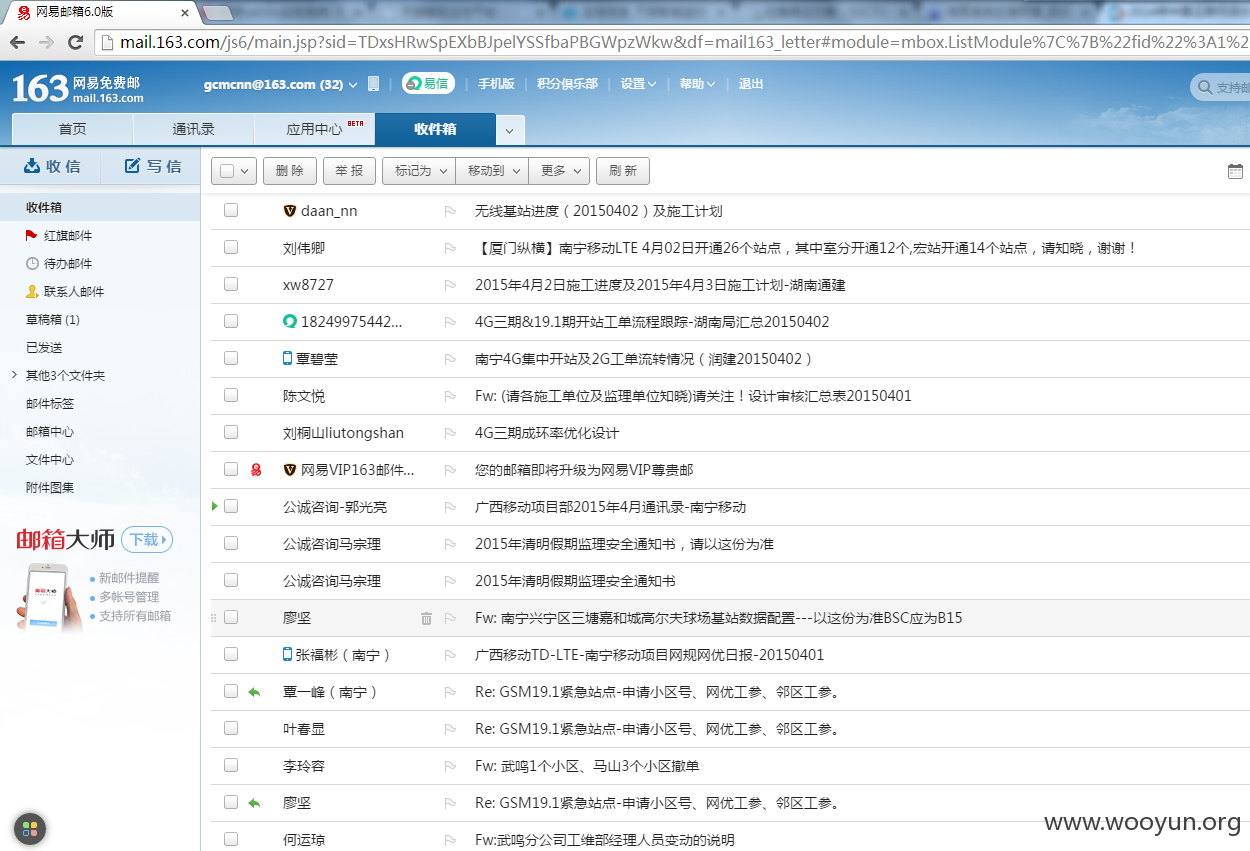 网易邮箱6.0版
mail.163.com/js6/main.jsp?sid=TDxsHRwSpEXbBJpelYSSfbaPBGWpzWkw&df=mail163_letter#module=mbox.ListModule%7C%7B%22fid%22%3A1%2
163 网易免费邮 mail.163.com
gcmcnn@163.com (32) 易信 手机版 积分俱乐部 设置 帮助 退出 支持邮
首页 通讯录 应用中心 BETA 收件箱
收信 写信
删 除 举 报 标记为 移动到 更多 刷 新
收件箱
红旗邮件
待办邮件
联系人邮件
草稿箱 (1)
已发送
其他3个文件夹
邮件标签
邮箱中心
文件中心
附件图集
邮箱大师 下载
新邮件提醒
多帐号管理
支持所有邮箱
邮箱大师
daan_nn 无线基站进度（20150402）及施工计划
刘伟卿 【厦门纵横】南宁移动LTE 4月02日开通26个站点，其中室分开通12个,宏站开通14个站点，请知晓，谢谢！
xw8727 2015年4月2日施工进度及2015年4月3日施工计划-湖南通建
18249975442... 4G三期&19.1期开站工单流程跟踪-湖南局汇总20150402
覃碧莹 南宁4G集中开站及2G工单流转情况（润建20150402）
陈文悦 Fw: (请各施工单位及监理单位知晓)请关注！设计审核汇总表20150401
刘桐山liutongshan 4G三期成环率优化设计
网易VIP163邮件... 您的邮箱即将升级为网易VIP尊贵邮
公诚咨询-郭光亮 广西移动项目部2015年4月通讯录-南宁移动
公诚咨询马宗理 2015年清明假期监理安全通知书，请以这份为准
公诚咨询马宗理 2015年清明假期监理安全通知书
廖坚 Fw: 南宁兴宁区三塘嘉和城高尔夫球场基站数据配置---以这份为准BSC应为B15
张福彬（南宁） 广西移动TD-LTE-南宁移动项目网规网优日报-20150401
覃一峰（南宁） Re: GSM19.1紧急站点-申请小区号、网优工参、邻区工参。
叶春显 Re: GSM19.1紧急站点-申请小区号、网优工参、邻区工参。
李玲容 Fw: 武鸣1个小区、马山3个小区撤单
廖坚 Re: GSM19.1紧急站点-申请小区号、网优工参、邻区工参。
何运琼 Fw:武鸣分公司工维部经理人员变动的说明
www.wooyun.org